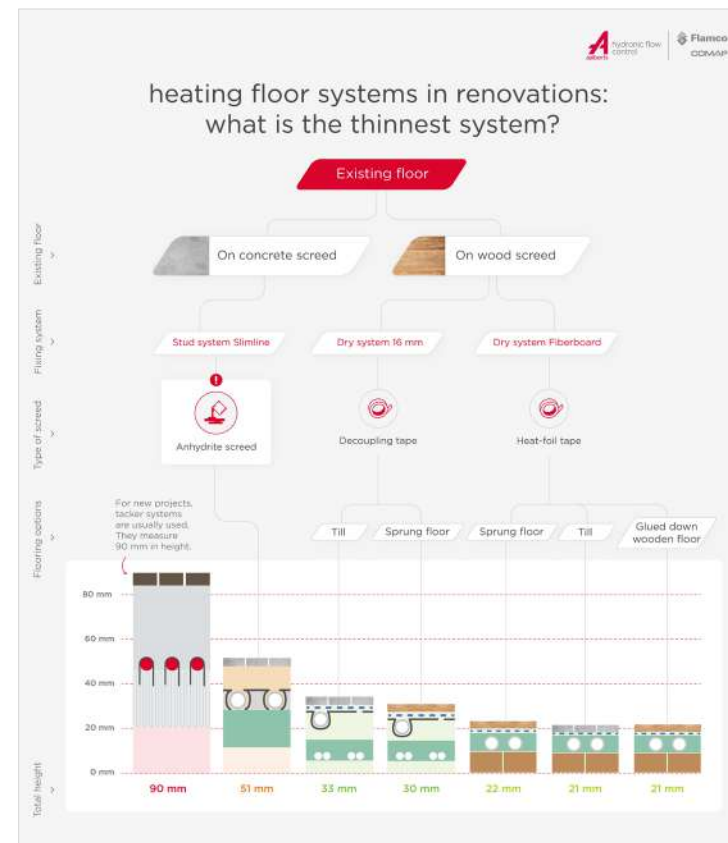 aalberts
hydronic flow
control
Flamco
COMAP
heating floor systems in renovations:
what is the thinnest system?
Existing floor
Existing floor
On concrete screed
On wood screed
Fixing system
Stud system Slimline
Dry system 16 mm
Dry system Fiberboard
Type of screed
Anhydrite screed
Decoupling tape
Heat-foil tape
Flooring options
For new projects,
tacker systems
are usually used.
They measure
90 mm in height.
Till
Sprung floor
Sprung floor
Till
Glued down
wooden floor
80 mm
60 mm
40 mm
20 mm
0 mm
Total height
90 mm
51 mm
33 mm
30 mm
22 mm
21 mm
21 mm